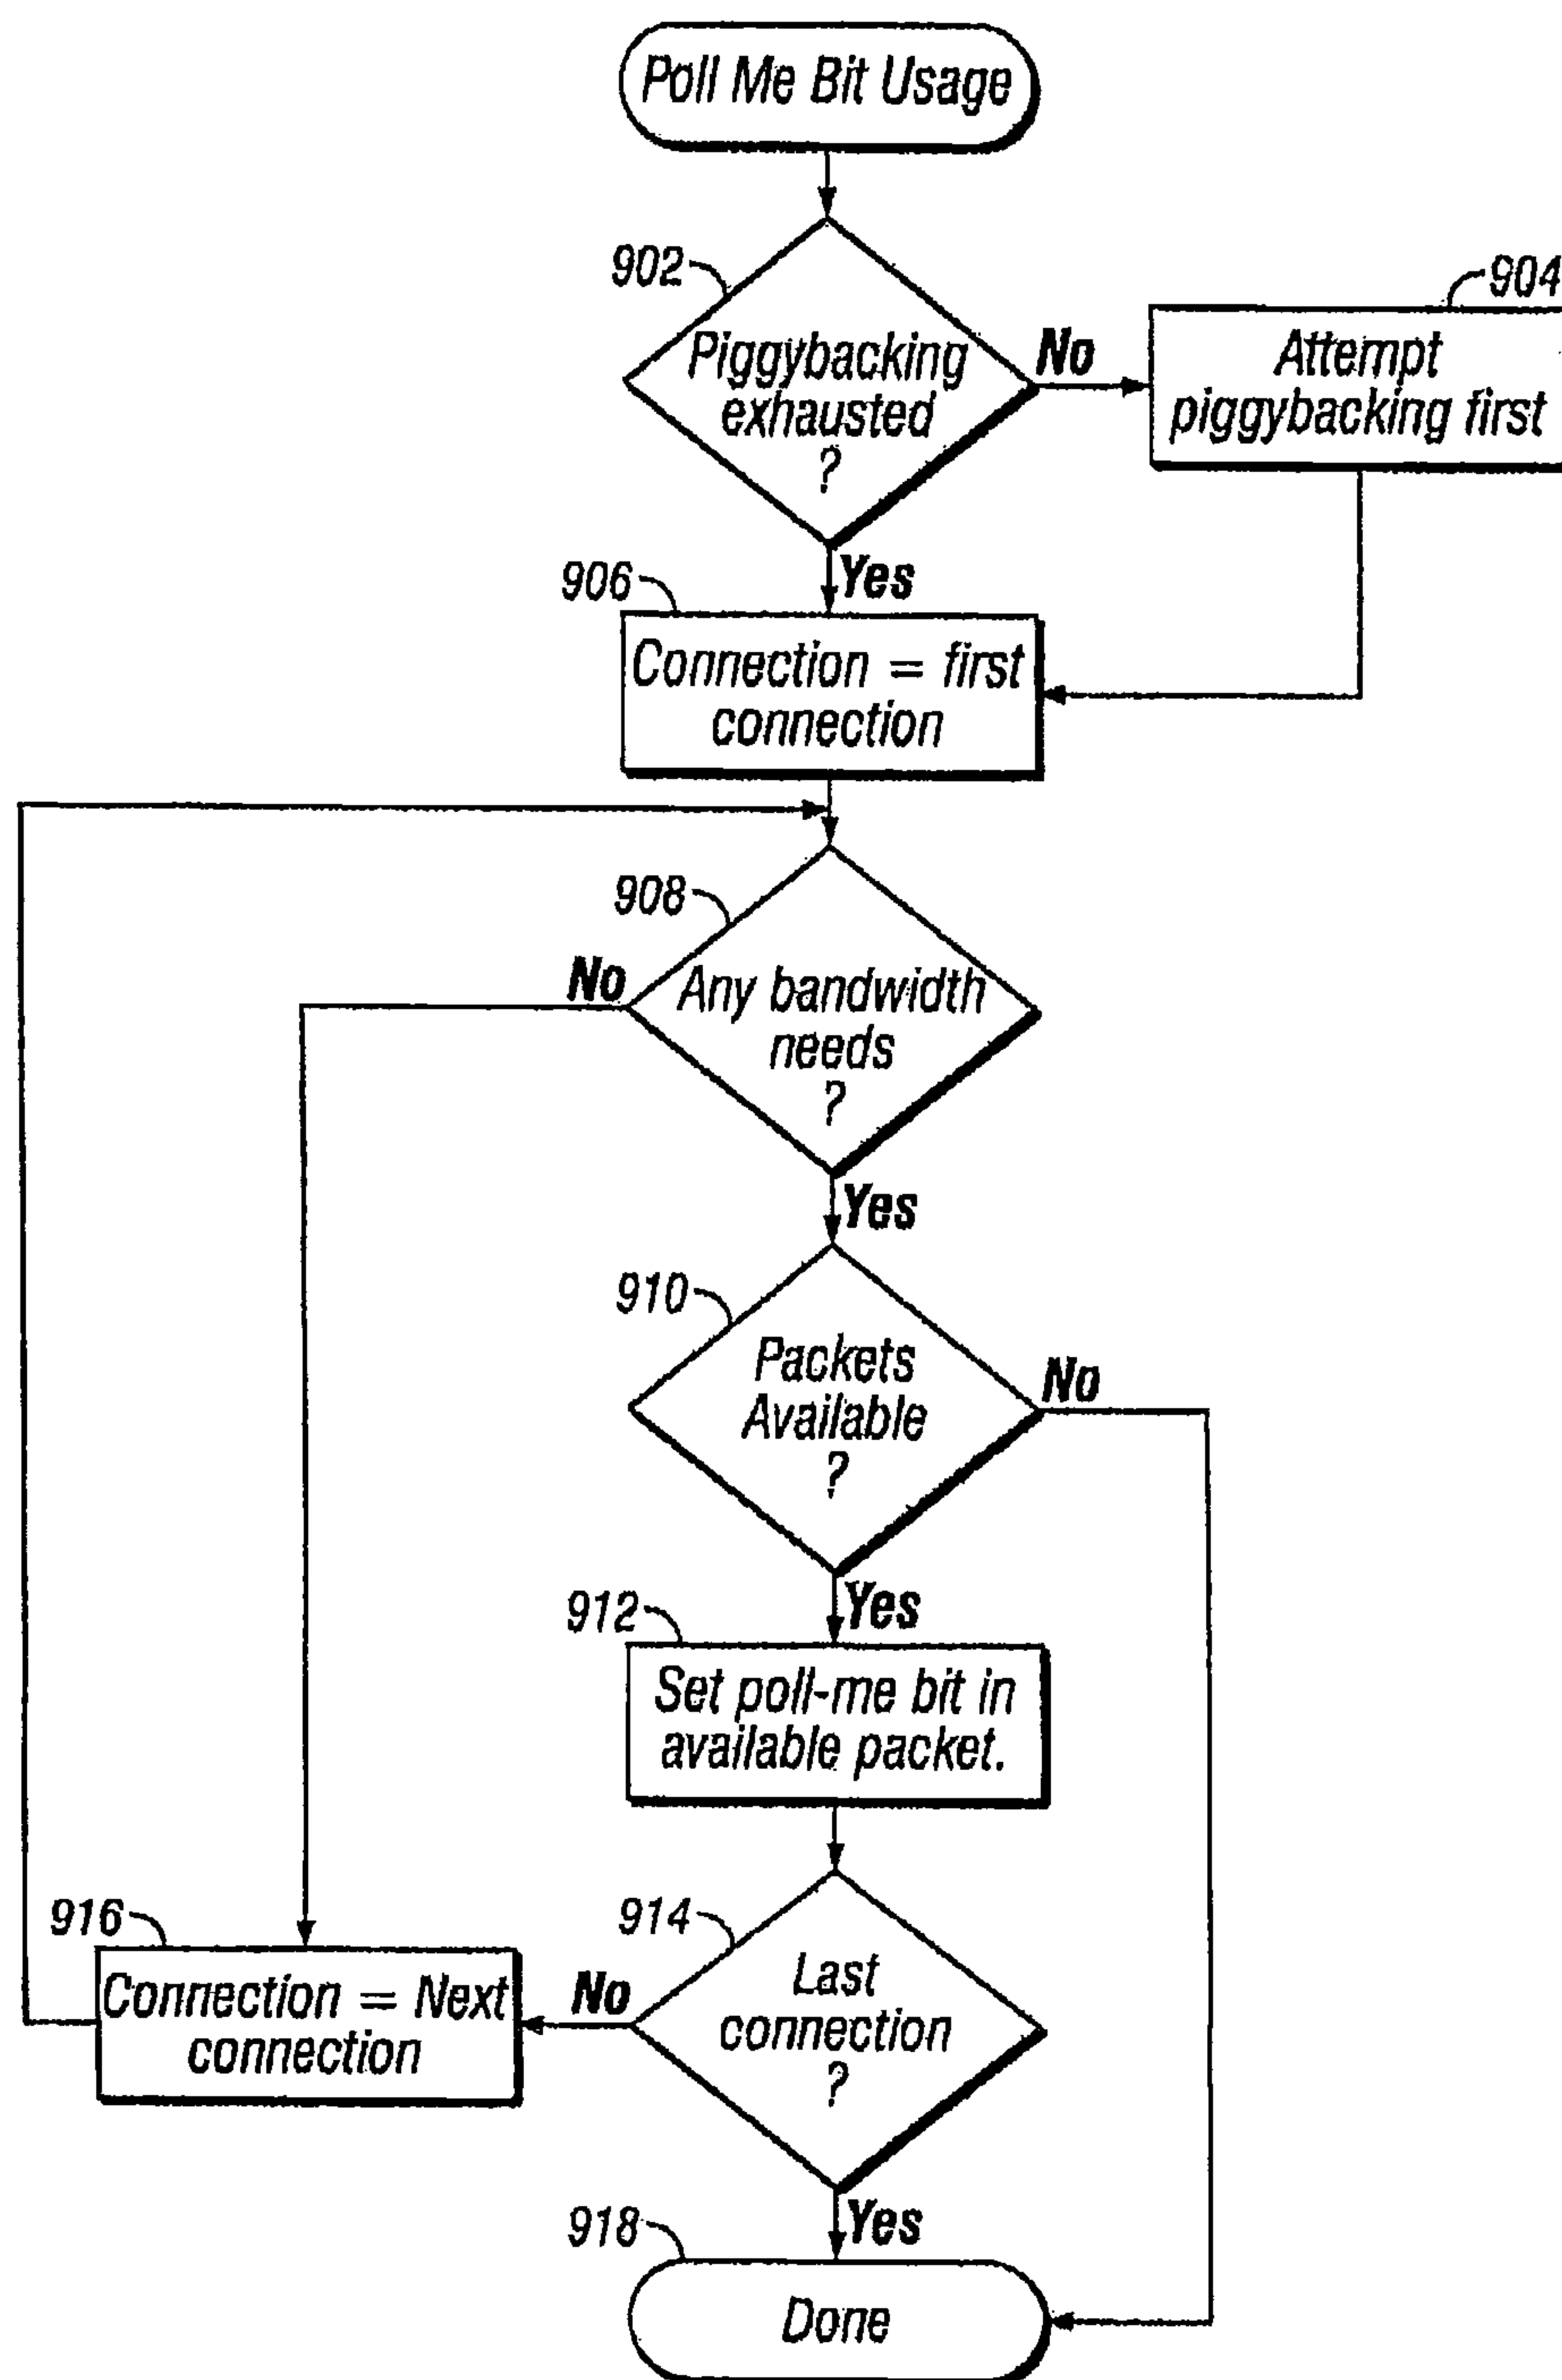 Poll Me Bit Usage
902
Piggybacking
exhausted
?
No
904
Attempt
piggybacking first
Yes
906
Connection = first
connection
908
Any bandwidth
needs
?
No
Yes
910
Packets
Available
?
No
Yes
912
Set poll-me bit in
available packet.
914
Last
connection
?
No
916
Connection = Next
connection
Yes
918
Done